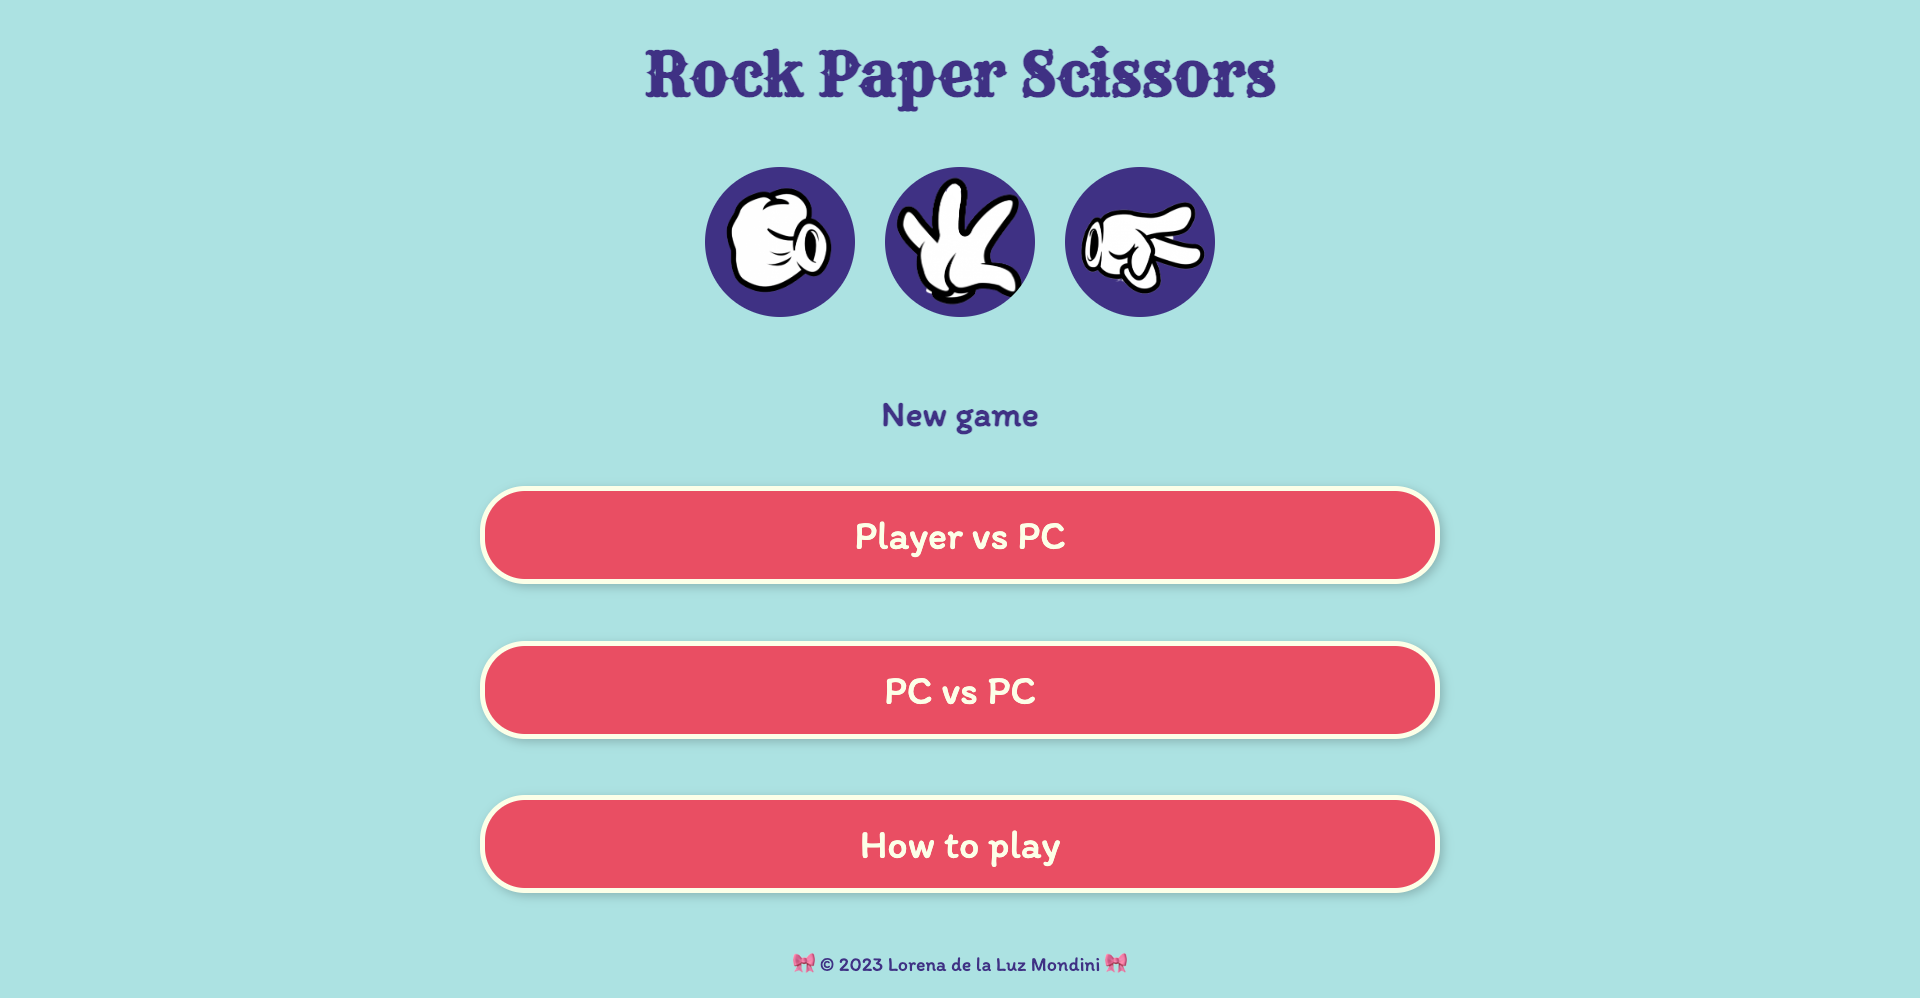 Rock Paper Scissors
New game
Player vs PC
PC vs PC
How to play
🎀 © 2023 Lorena de la Luz Mondini 🎀